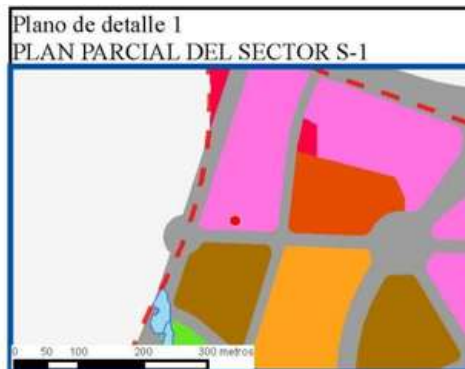 Plano de detalle 1
PLAN PARCIAL DEL SECTOR S-1
0 50 100 200 300 metros